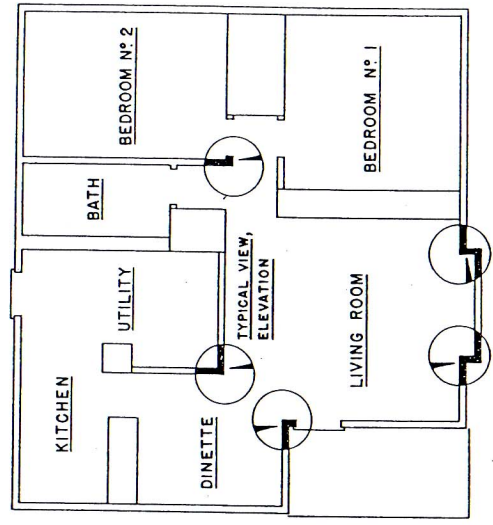 BEDROOM Nº. 2
BEDROOM Nº. 1
BATH
UTILITY
TYPICAL VIEW,
ELEVATION
LIVING ROOM
KITCHEN
DINETTE